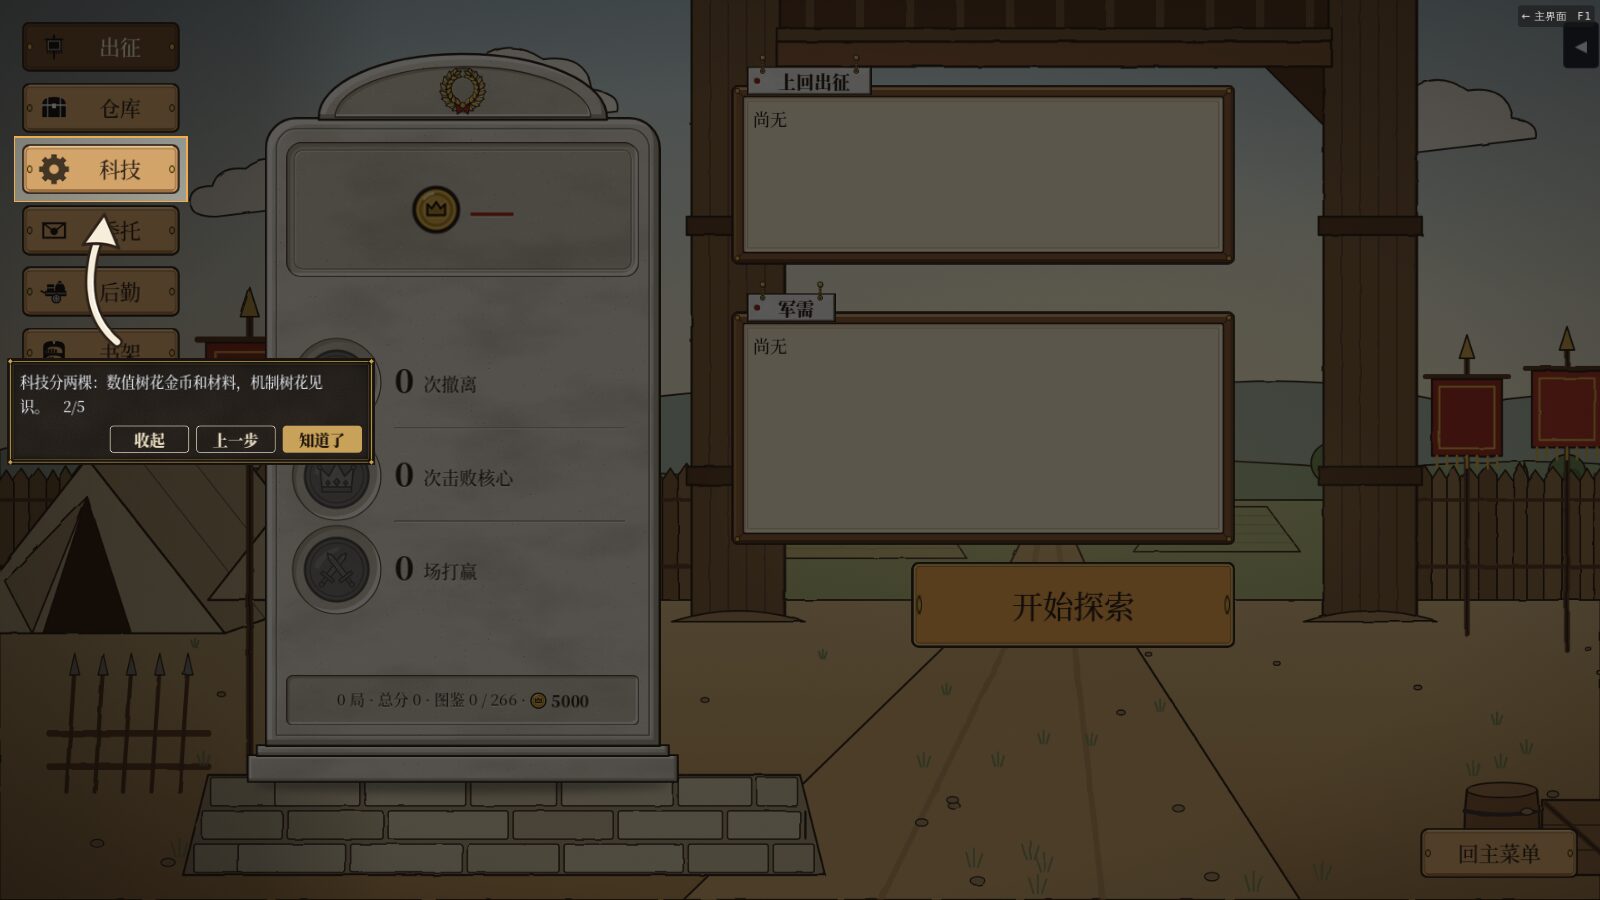 出征
仓库
科技
委托
后勤
书架
科技分两棵：数值树花金币和材料，机制树花见
识。 2/5
收起
上一步
知道了
0 次撤离
0 次击败核心
0 场打赢
0 局 · 总分 0 · 图鉴 0 / 266 · 5000
上回出征
尚无
军需
尚无
开始探索
← 主界面 F1
回主菜单